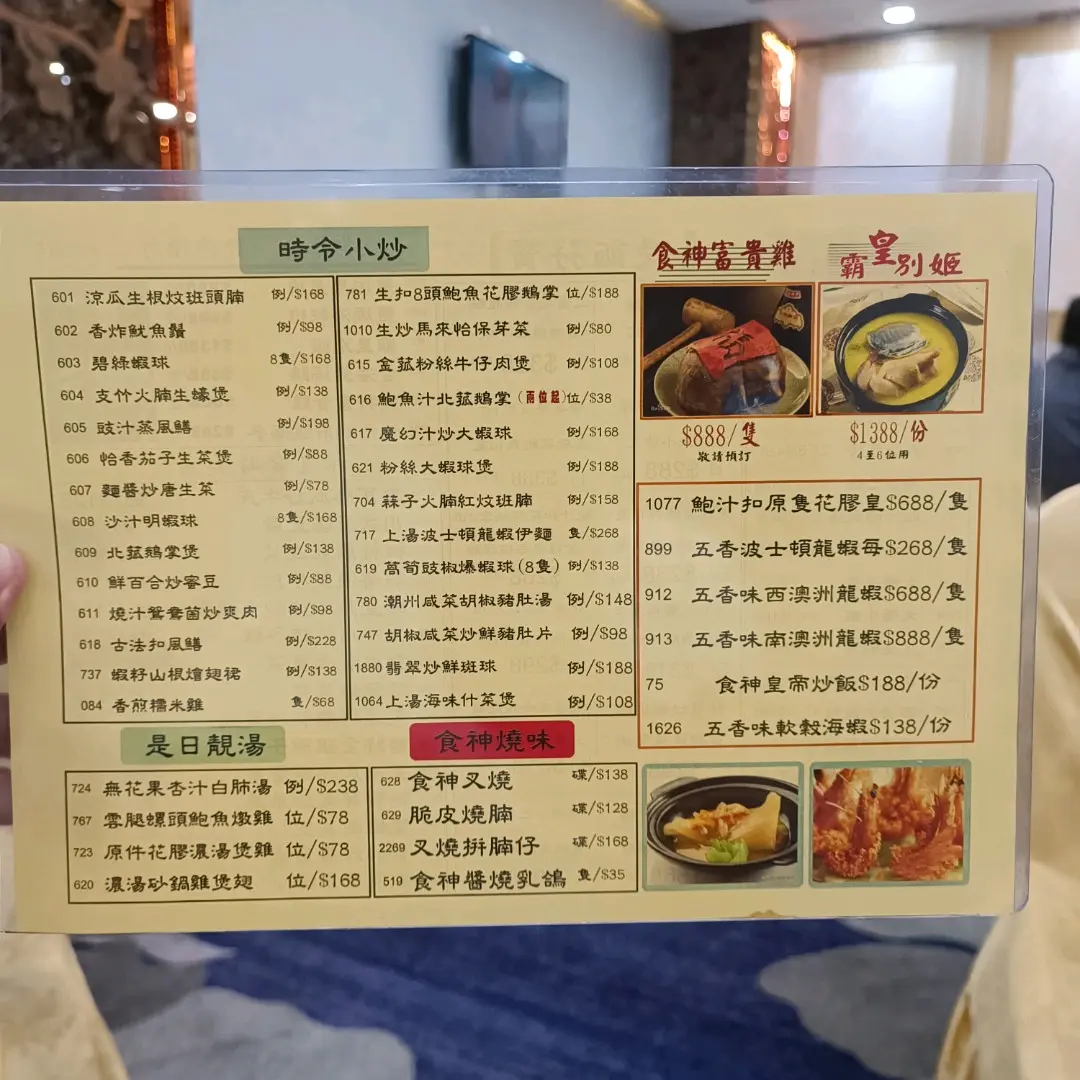 時令小炒
601 涼瓜生根炆班頭腩 例/$168
602 香炸魷魚鬚 例/$98
603 碧綠蝦球 8隻/$168
604 支竹火腩生蠔煲 例/$138
605 豉汁蒸風鱔 例/$198
606 怡香茄子生菜煲 例/$88
607 麵醬炒唐生菜 例/$78
608 沙汁明蝦球 8隻/$168
609 北菰鵝掌煲 例/$138
610 鮮百合炒蜜豆 例/$88
611 燒汁鴛鴦菌炒爽肉 例/$98
618 古法扣風鱔 例/$228
737 蝦籽山根燴翅裙 例/$138
084 香煎糯米雞 隻/$68
781 生扣8頭鮑魚花膠鵝掌 位/$188
1010 生炒馬來怡保芽菜 例/$80
615 金菰粉絲牛仔肉煲 例/$108
616 鮑魚汁北菰鵝掌(兩位起) 位/$38
617 魔幻汁炒大蝦球 例/$168
621 粉絲大蝦球煲 例/$188
704 蒜子火腩紅炆班腩 例/$158
717 上湯波士頓龍蝦伊麵 隻/$268
619 萵筍豉椒爆蝦球(8隻) 例/$138
780 潮州咸菜胡椒豬肚湯 例/$148
747 胡椒咸菜炒鮮豬肚片 例/$98
1880 翡翠炒鮮斑球 例/$188
1064 上湯海味什菜煲 例/$108
食神富貴雞
$888/隻
敬請預訂
霸皇別姬
$1388/份
4至6位用
1077 鮑汁扣原隻花膠皇$688/隻
899 五香波士頓龍蝦每$268/隻
912 五香味西澳洲龍蝦$688/隻
913 五香味南澳洲龍蝦$888/隻
75 食神皇帝炒飯$188/份
1626 五香味軟殼海蝦$138/份
是日靚湯
724 無花果杏汁白肺湯 例/$238
767 雲腿螺頭鮑魚燉雞 位/$78
723 原件花膠濃湯煲雞 位/$78
620 濃湯砂鍋雞煲翅 位/$168
食神燒味
628 食神叉燒 碟/$138
629 脆皮燒腩 碟/$128
2269 叉燒拼腩仔 碟/$168
519 食神醬燒乳鴿 隻/$35